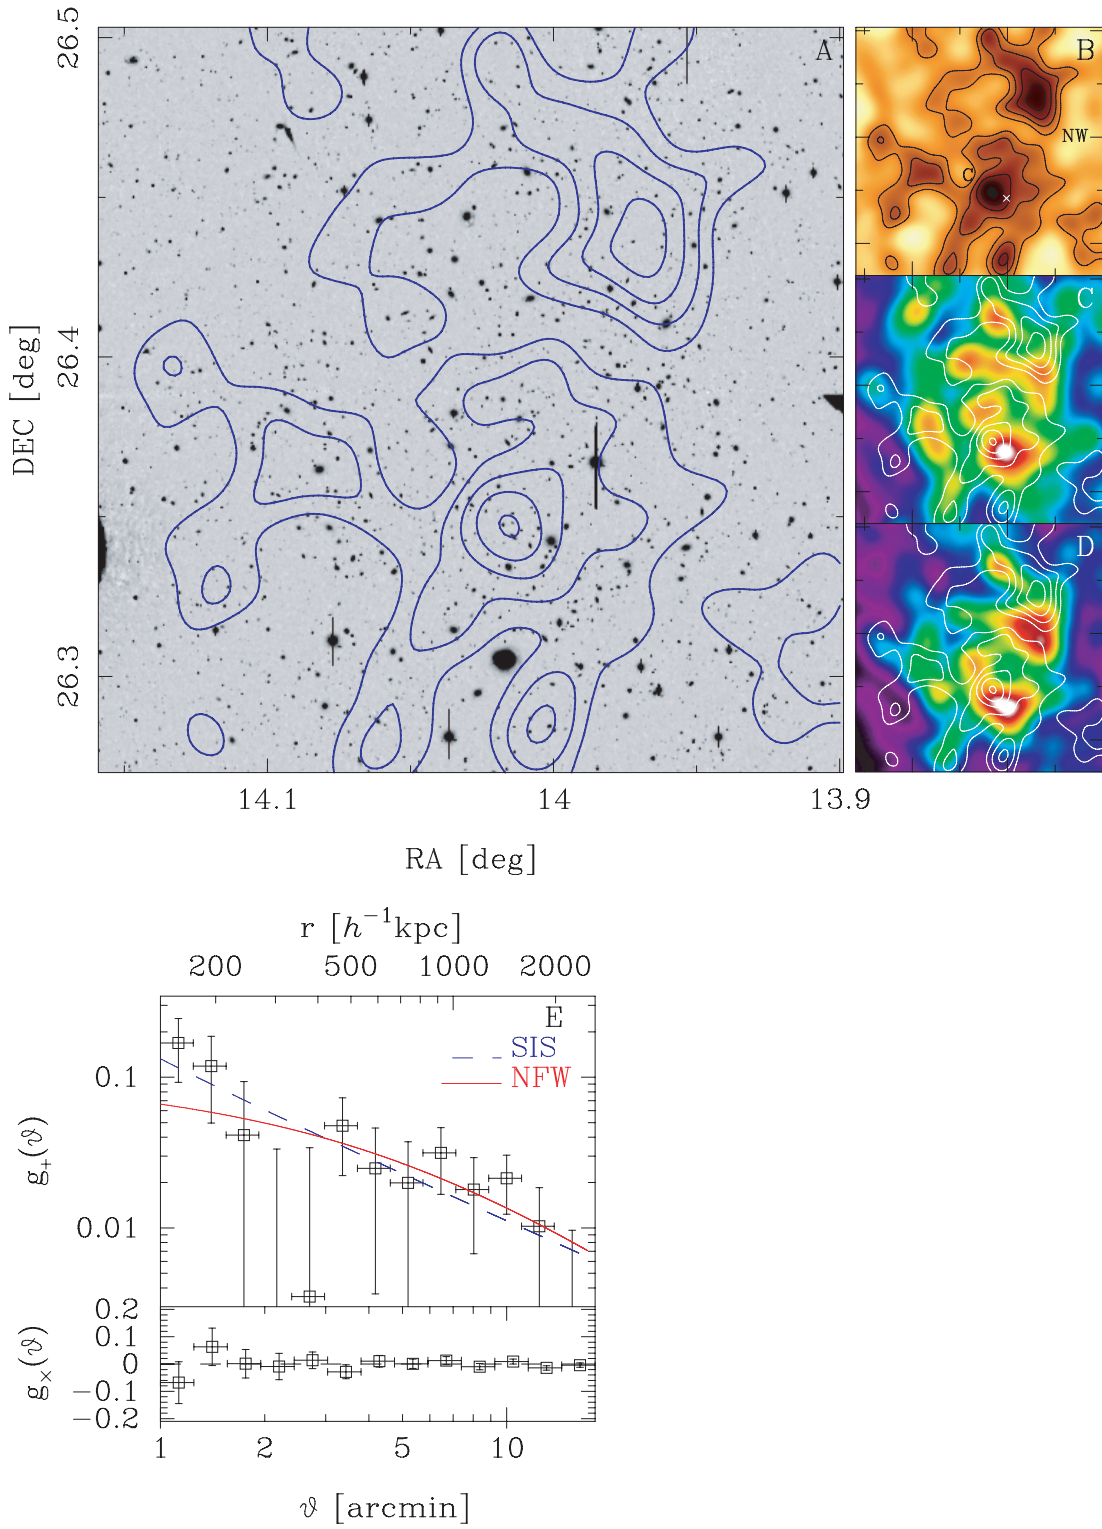 A
B
NW
C
C
D
26.5
26.4
26.3
DEC [deg]
14.1 14 13.9
RA [deg]
r [h⁻¹kpc]
200 500 1000 2000
E
SIS
NFW
0.1
0.01
g₊(ϑ)
0.2
0.1
0
−0.1
−0.2
g×(ϑ)
1 2 5 10
ϑ [arcmin]